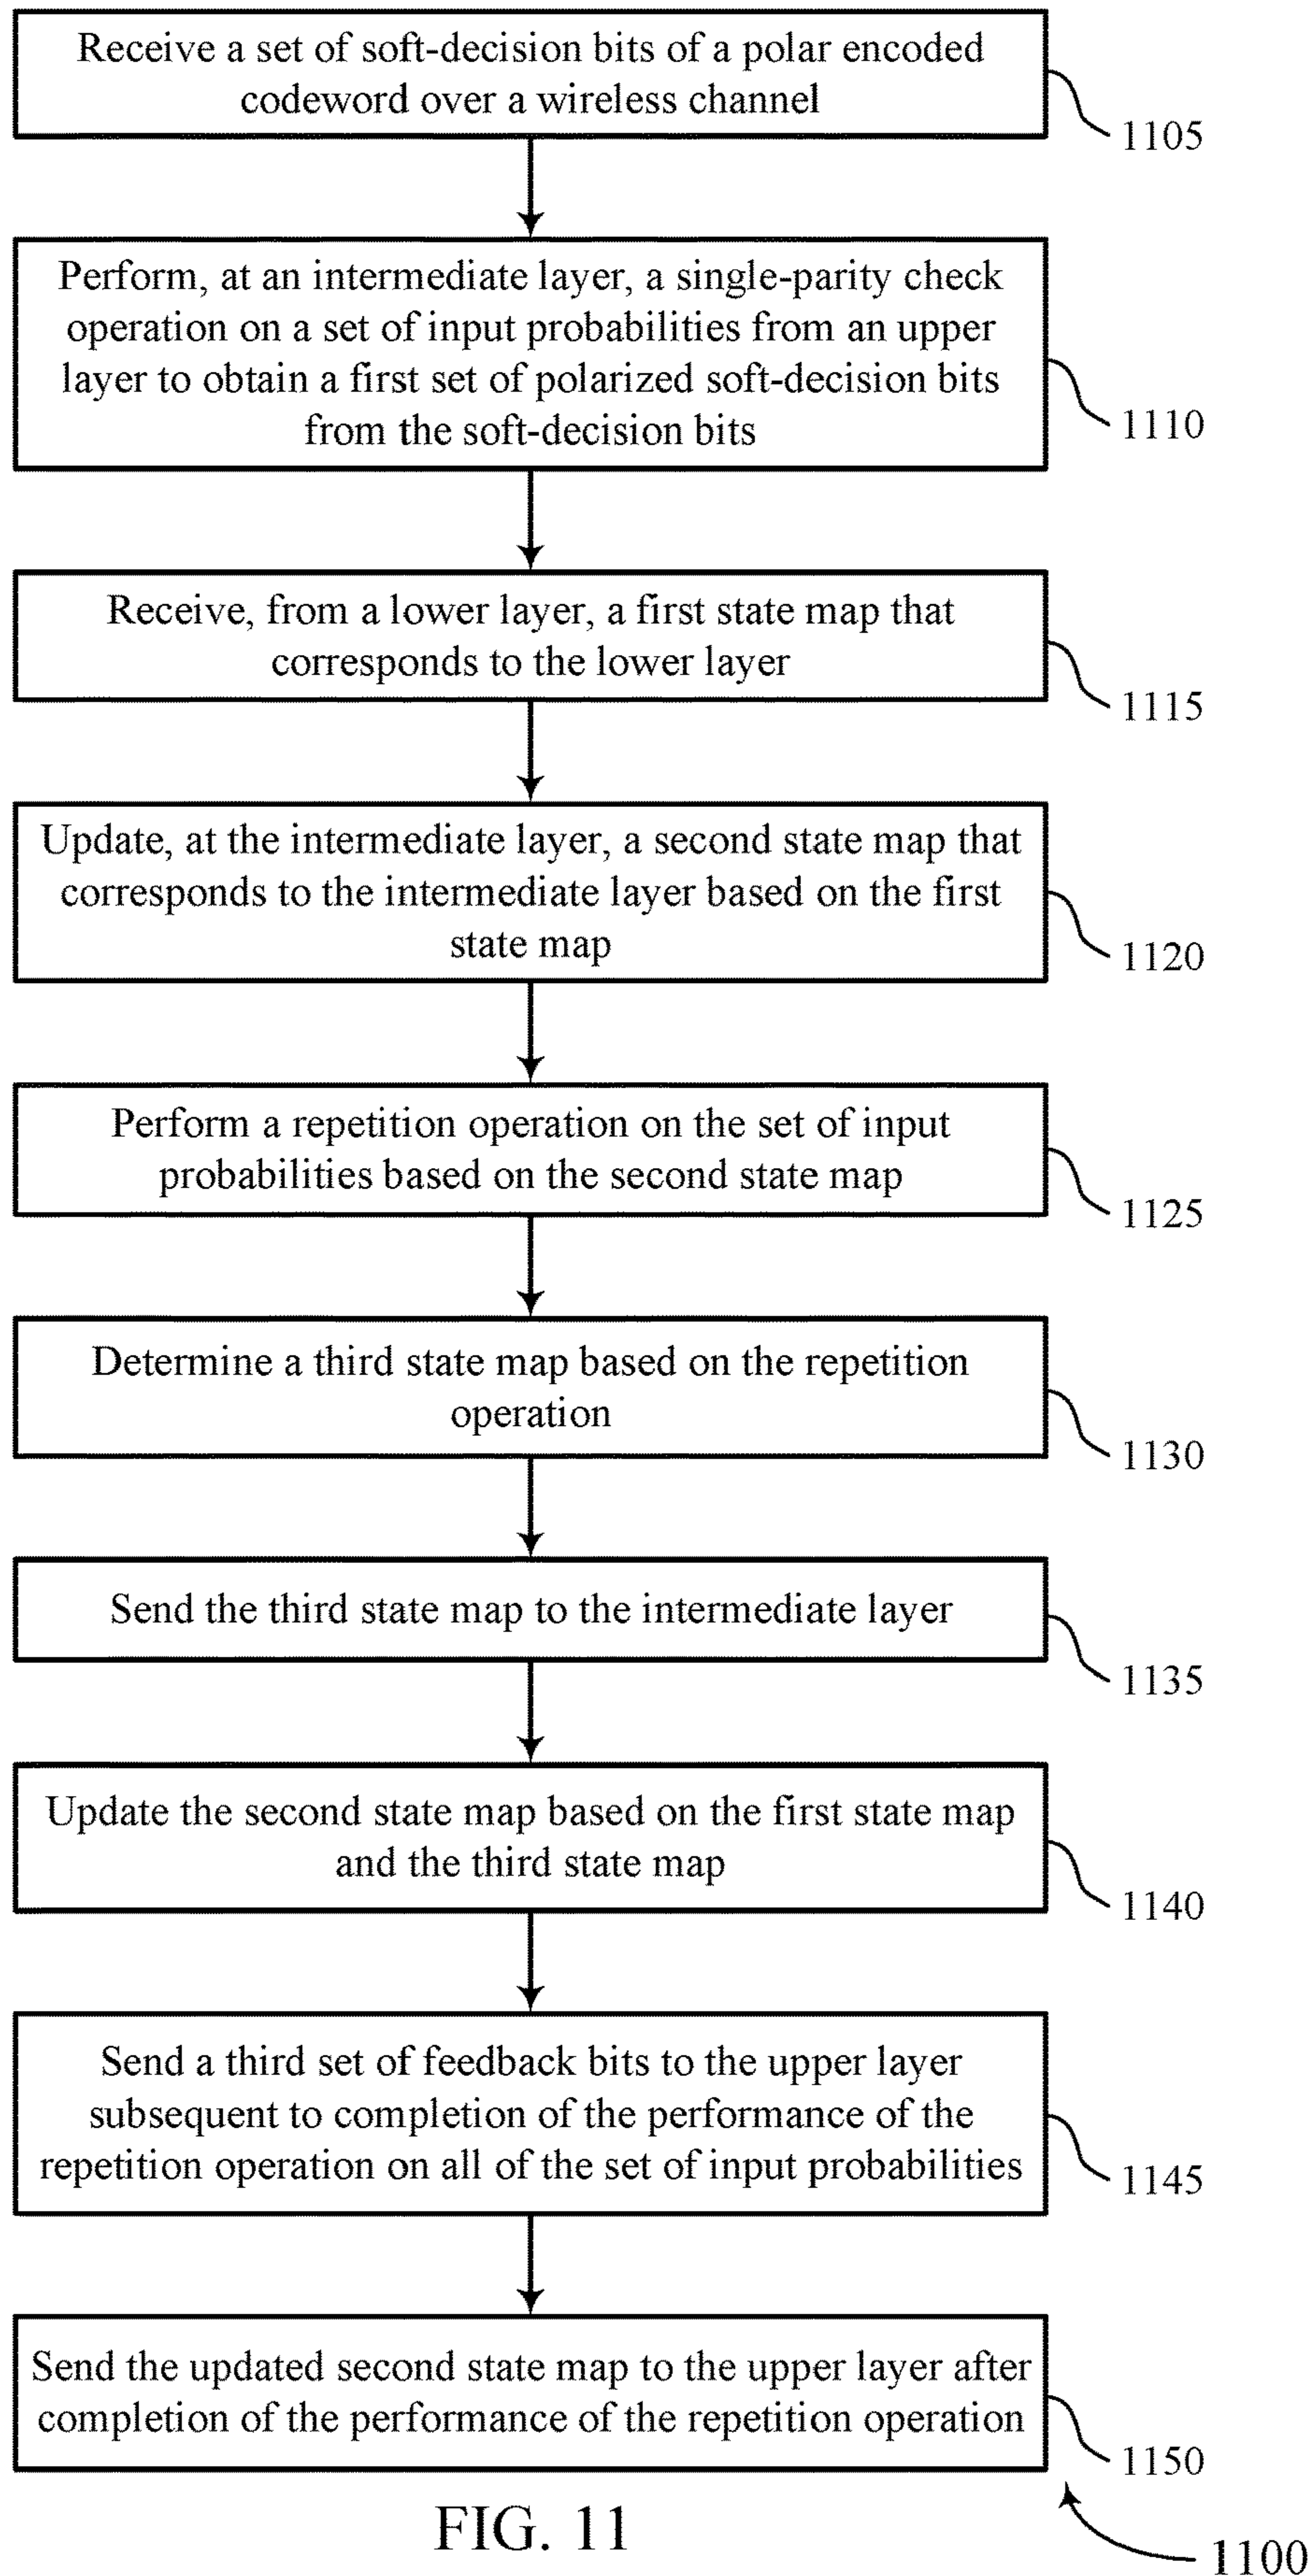 Receive a set of soft-decision bits of a polar encoded
codeword over a wireless channel
1105
Perform, at an intermediate layer, a single-parity check
operation on a set of input probabilities from an upper
layer to obtain a first set of polarized soft-decision bits
from the soft-decision bits
1110
Receive, from a lower layer, a first state map that
corresponds to the lower layer
1115
Update, at the intermediate layer, a second state map that
corresponds to the intermediate layer based on the first
state map
1120
Perform a repetition operation on the set of input
probabilities based on the second state map
1125
Determine a third state map based on the repetition
operation
1130
Send the third state map to the intermediate layer
1135
Update the second state map based on the first state map
and the third state map
1140
Send a third set of feedback bits to the upper layer
subsequent to completion of the performance of the
repetition operation on all of the set of input probabilities
1145
Send the updated second state map to the upper layer after
completion of the performance of the repetition operation
1150
FIG. 11
1100